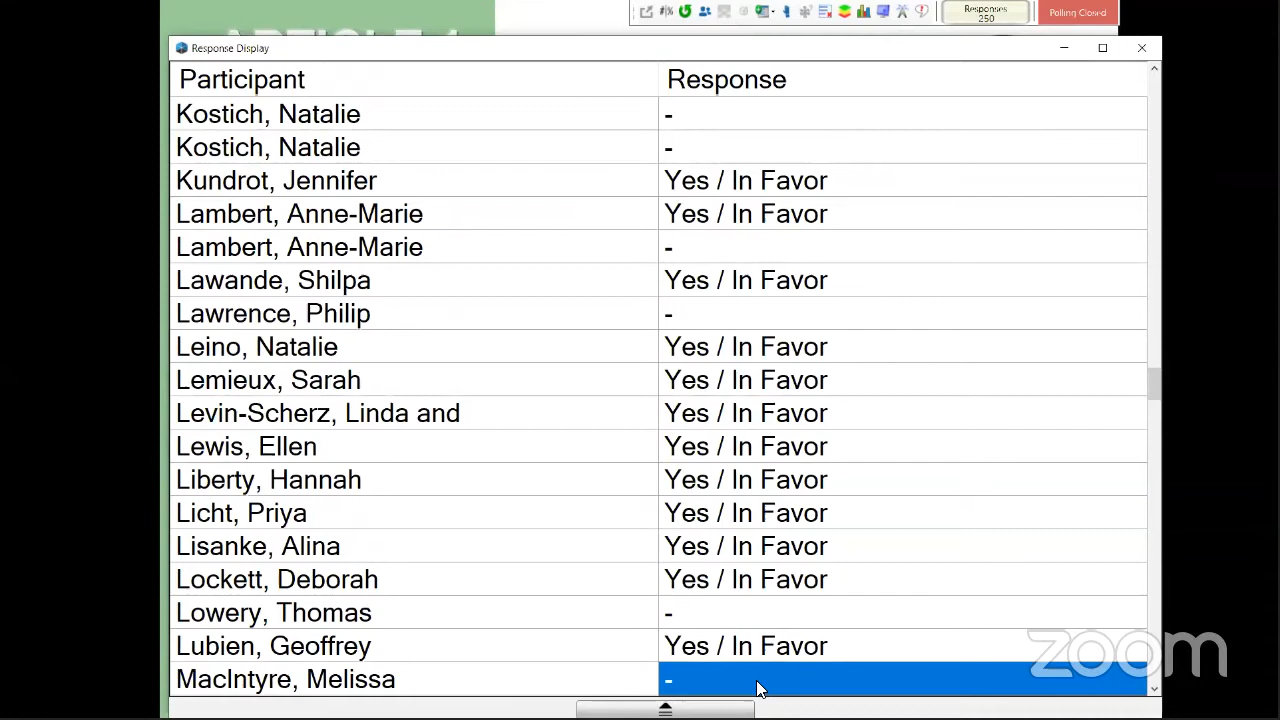 ARTICLE 4
Responses
250
Polling Closed
Response Display
Participant Response
Kostich, Natalie -
Kostich, Natalie -
Kundrot, Jennifer Yes / In Favor
Lambert, Anne-Marie Yes / In Favor
Lambert, Anne-Marie -
Lawande, Shilpa Yes / In Favor
Lawrence, Philip -
Leino, Natalie Yes / In Favor
Lemieux, Sarah Yes / In Favor
Levin-Scherz, Linda and Yes / In Favor
Lewis, Ellen Yes / In Favor
Liberty, Hannah Yes / In Favor
Licht, Priya Yes / In Favor
Lisanke, Alina Yes / In Favor
Lockett, Deborah Yes / In Favor
Lowery, Thomas -
Lubien, Geoffrey Yes / In Favor
MacIntyre, Melissa -
zoom